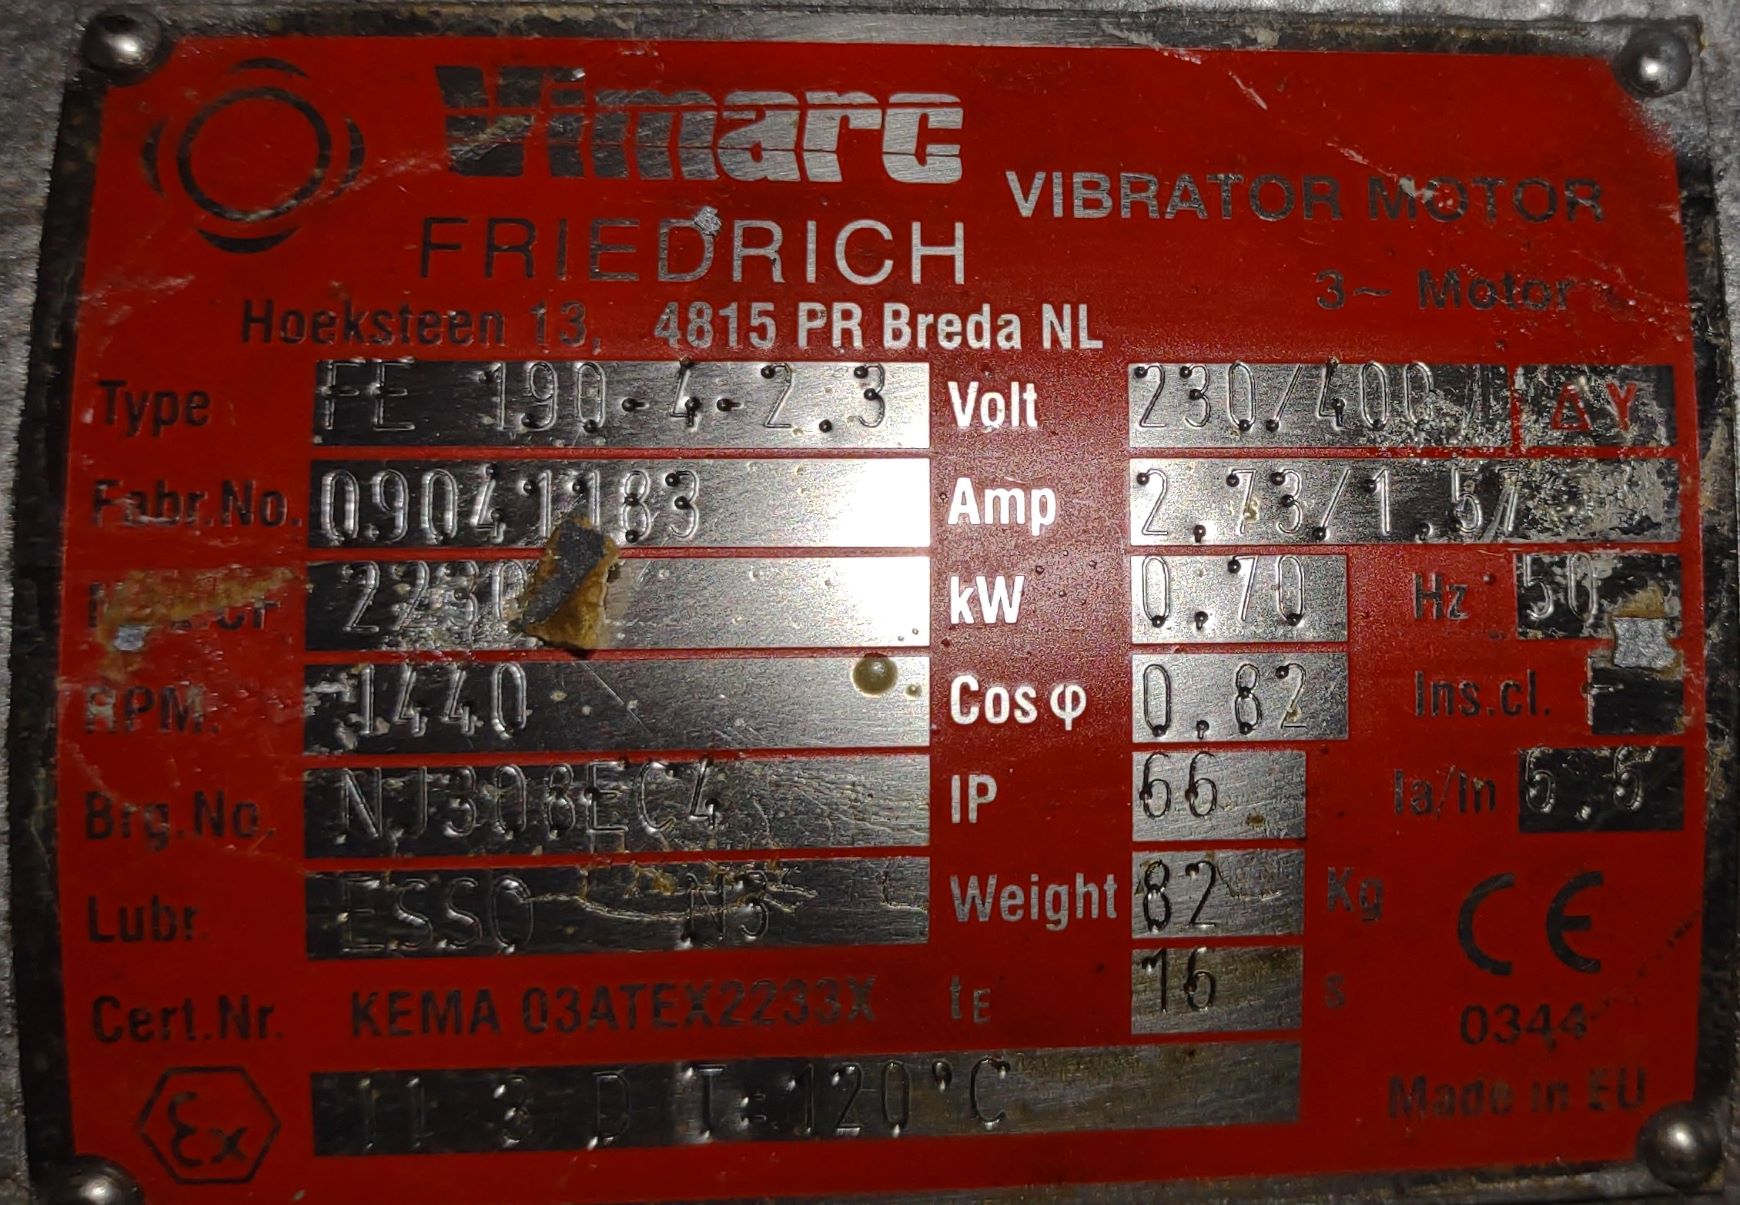 Vimarc
FRIEDRICH
VIBRATOR MOTOR
3~ Motor
Hoeksteen 13, 4815 PR Breda NL
Type FE 190-4-2.3 Volt 230/400 Δ Y
Fabr.No. 09041183 Amp 2.73/1.57
kW 0.70 Hz 50
RPM. 1440 Cos φ 0.82 Ins.cl.
Brg.No. NJ308EC4 IP 66 Ia/In
Lubr. ESSO N3 Weight 82 Kg
CE
Cert.Nr. KEMA 03ATEX2233X tE 16 s
0344
Ex II 3 D T:120°C
Made in EU